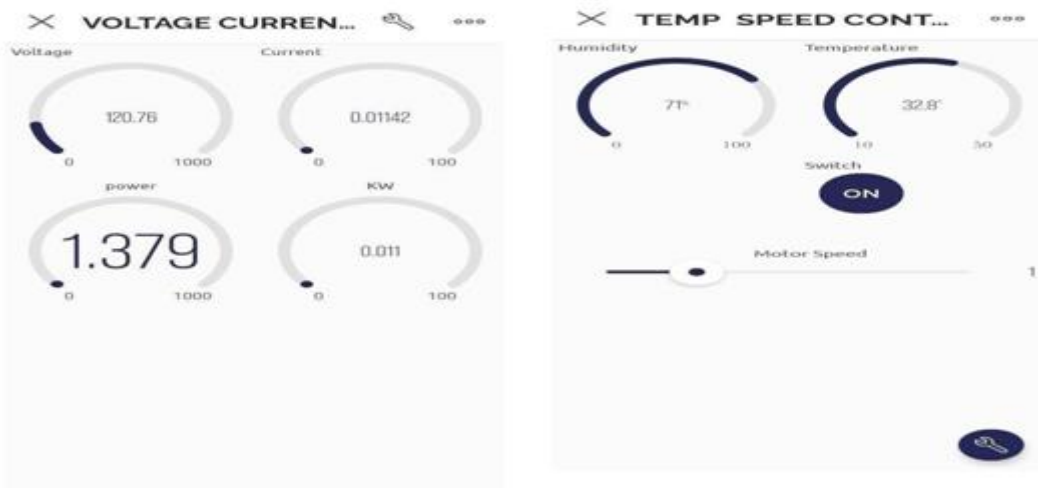 VOLTAGE CURREN...
Voltage
Current
120.76
0.01142
0
1000
0
100
power
KW
1.379
0.011
0
1000
0
100
TEMP SPEED CONT...
Humidity
Temperature
71%
32.8°
0
100
10
50
Switch
ON
Motor Speed
1